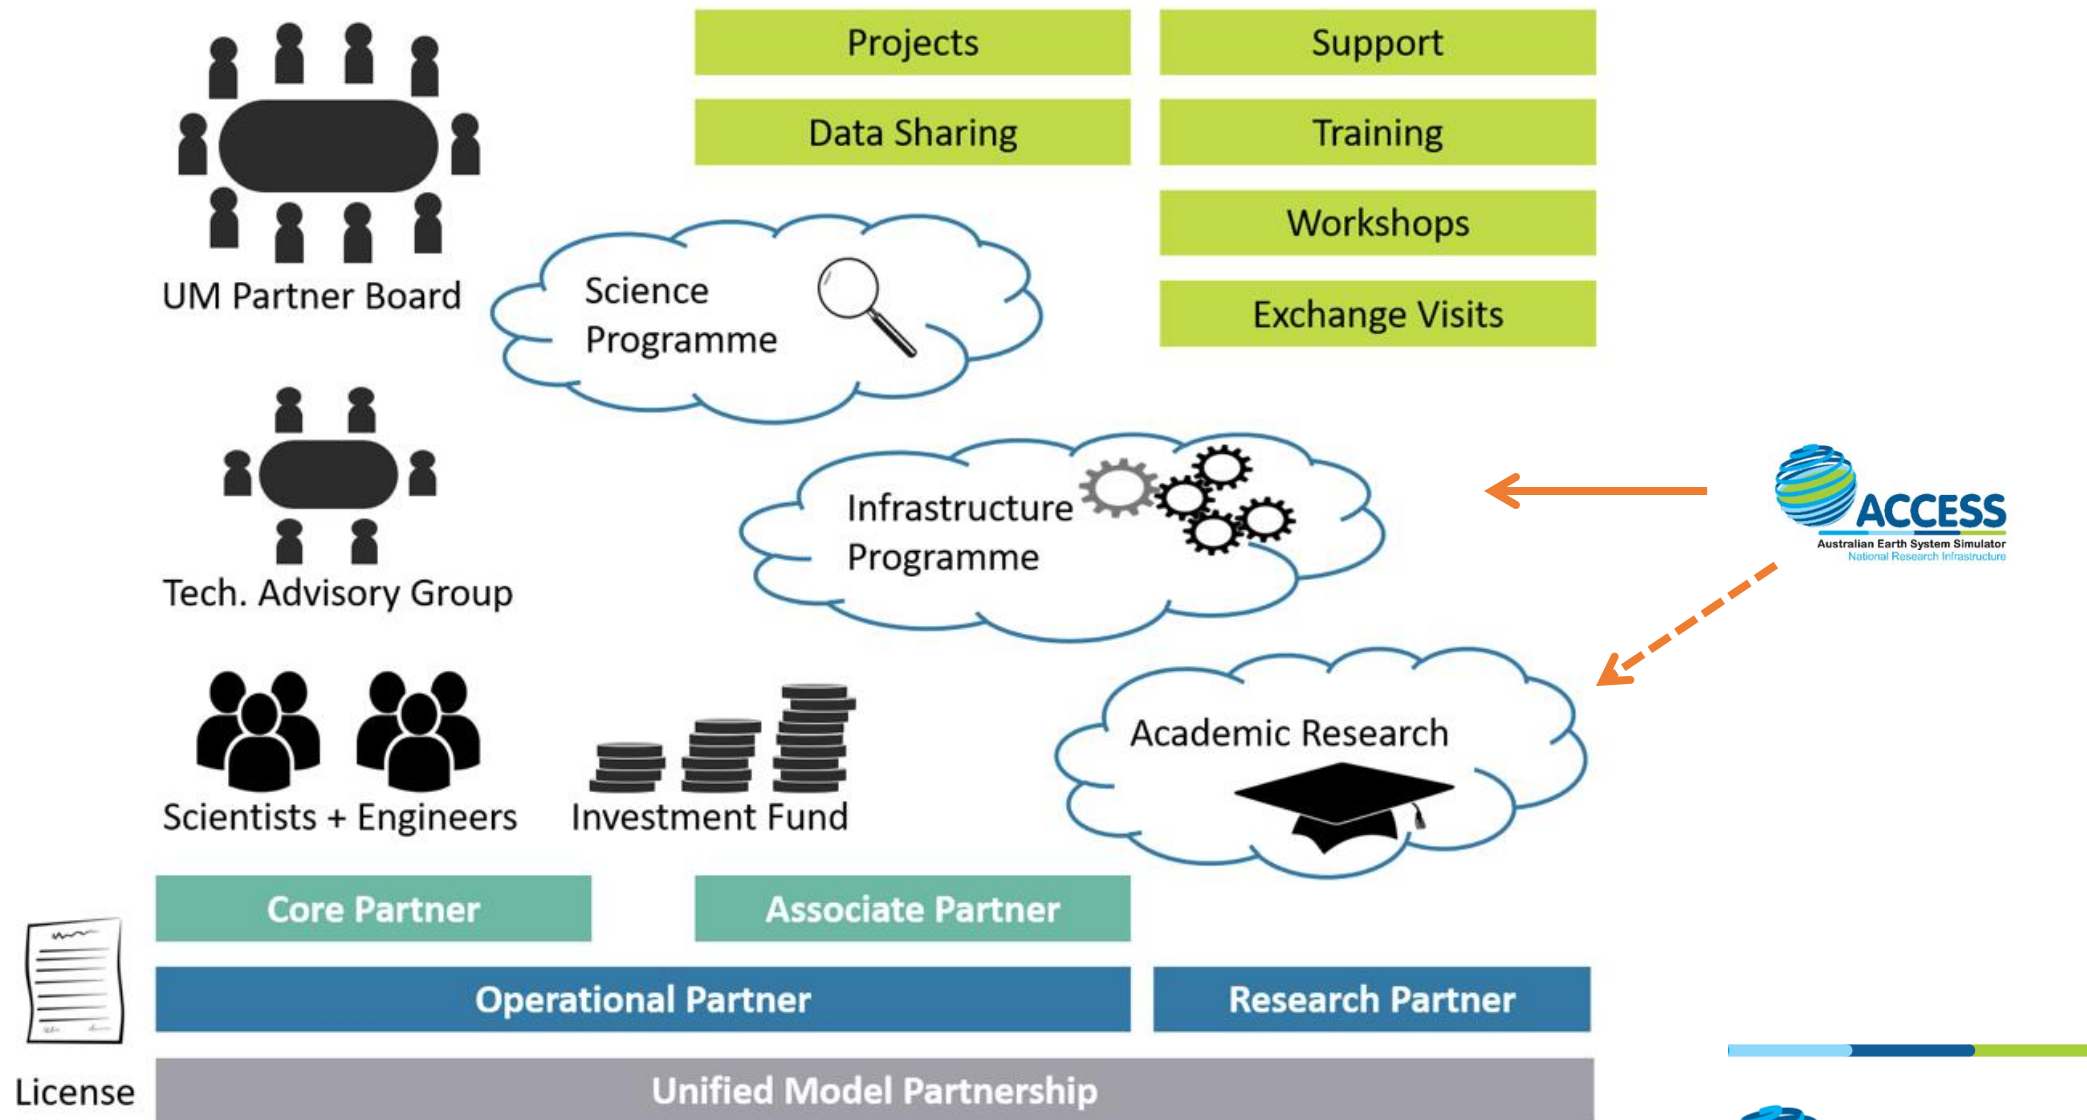 Projects
Support
Data Sharing
Training
Workshops
Exchange Visits
UM Partner Board
Science
Programme
Infrastructure
Programme
ACCESS
Australian Earth System Simulator
National Research Infrastructure
Tech. Advisory Group
Academic Research
Scientists + Engineers
Investment Fund
Core Partner
Associate Partner
Operational Partner
Research Partner
License
Unified Model Partnership